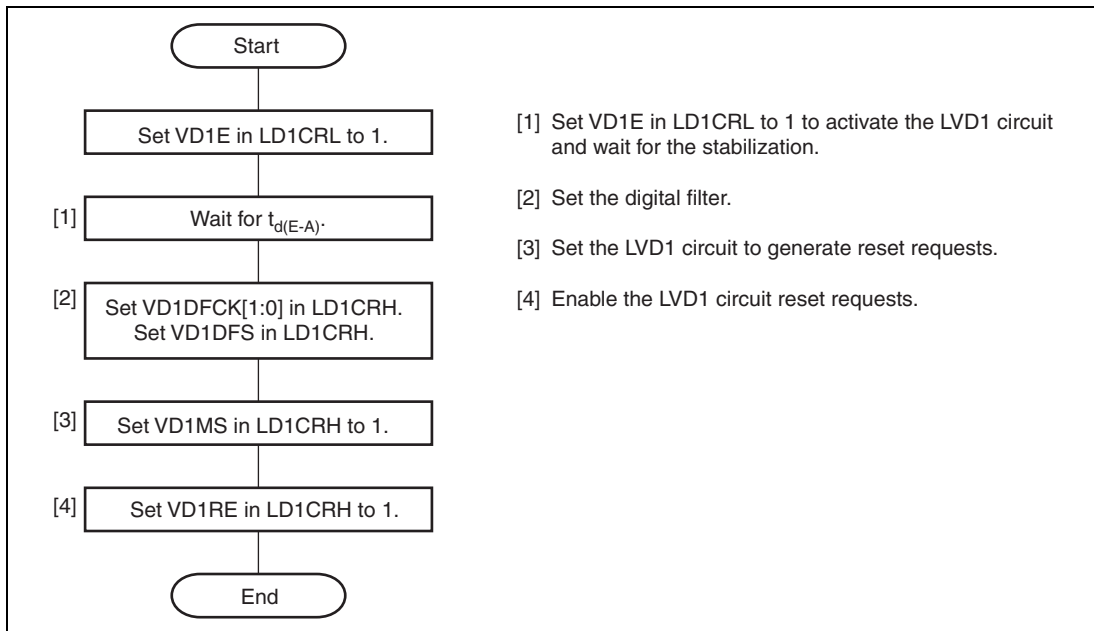 Start
Set VD1E in LD1CRL to 1.
[1] Wait for td(E-A).
[2] Set VD1DFCK[1:0] in LD1CRH.
Set VD1DFS in LD1CRH.
[3] Set VD1MS in LD1CRH to 1.
[4] Set VD1RE in LD1CRH to 1.
End
[1] Set VD1E in LD1CRL to 1 to activate the LVD1 circuit
and wait for the stabilization.
[2] Set the digital filter.
[3] Set the LVD1 circuit to generate reset requests.
[4] Enable the LVD1 circuit reset requests.